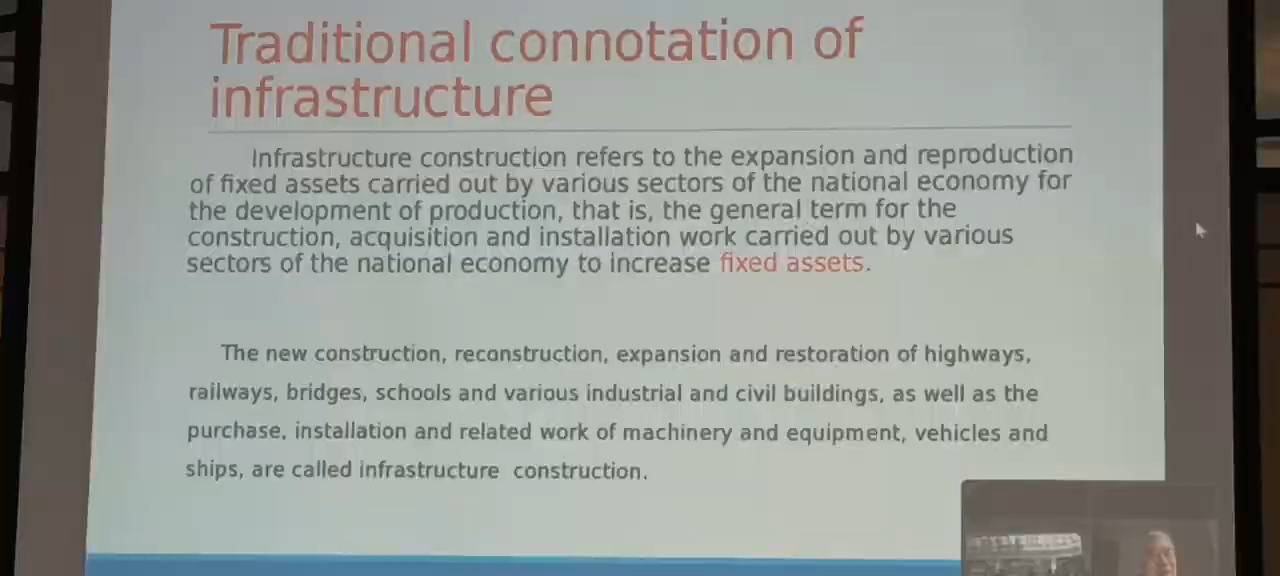 Traditional connotation of
infrastructure
Infrastructure construction refers to the expansion and reproduction
of fixed assets carried out by various sectors of the national economy for
the development of production, that is, the general term for the
construction, acquisition and installation work carried out by various
sectors of the national economy to increase fixed assets.
The new construction, reconstruction, expansion and restoration of highways,
railways, bridges, schools and various industrial and civil buildings, as well as the
purchase, installation and related work of machinery and equipment, vehicles and
ships, are called infrastructure construction.